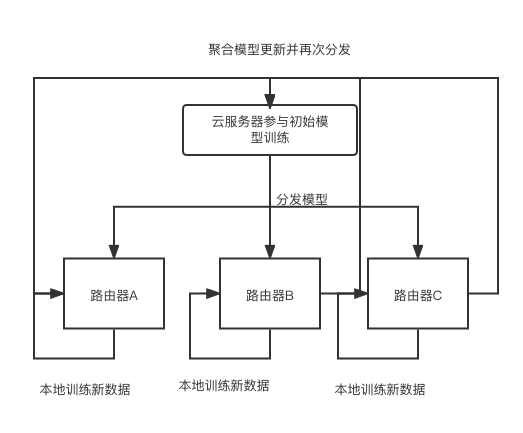 聚合模型更新并再次分发
云服务器参与初始模
型训练
分发模型
路由器A
路由器B
路由器C
本地训练新数据
本地训练新数据
本地训练新数据